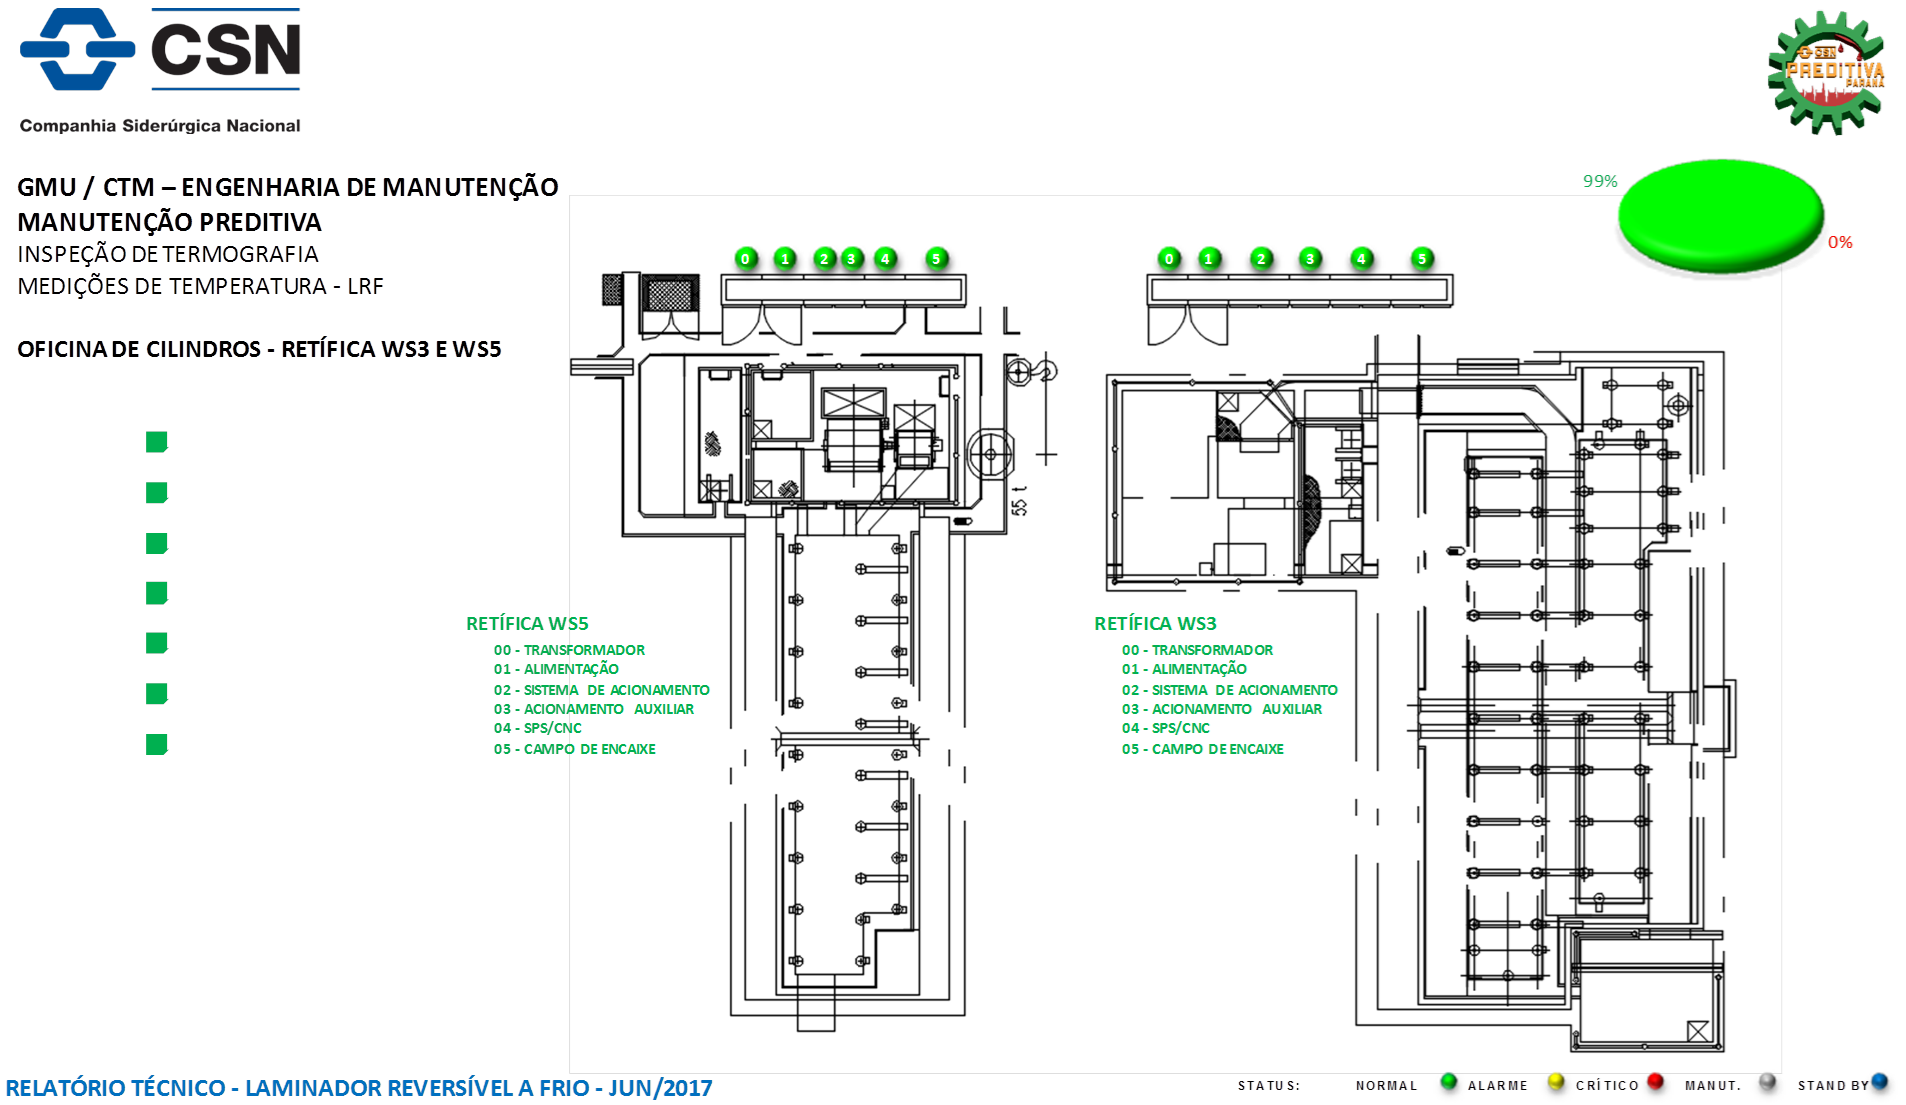 CSN
Companhia Siderúrgica Nacional
CSN
PREDITIVA
PARANÁ
GMU / CTM – ENGENHARIA DE MANUTENÇÃO
MANUTENÇÃO PREDITIVA
INSPEÇÃO DE TERMOGRAFIA
MEDIÇÕES DE TEMPERATURA - LRF
OFICINA DE CILINDROS - RETÍFICA WS3 E WS5
99%
0%
0 1 2 3 4 5
0 1 2 3 4 5
55 t
RETÍFICA WS5
00 - TRANSFORMADOR
01 - ALIMENTAÇÃO
02 - SISTEMA DE ACIONAMENTO
03 - ACIONAMENTO AUXILIAR
04 - SPS/CNC
05 - CAMPO DE ENCAIXE
RETÍFICA WS3
00 - TRANSFORMADOR
01 - ALIMENTAÇÃO
02 - SISTEMA DE ACIONAMENTO
03 - ACIONAMENTO AUXILIAR
04 - SPS/CNC
05 - CAMPO DE ENCAIXE
RELATÓRIO TÉCNICO - LAMINADOR REVERSÍVEL A FRIO - JUN/2017
STATUS: NORMAL ALARME CRÍTICO MANUT. STAND BY